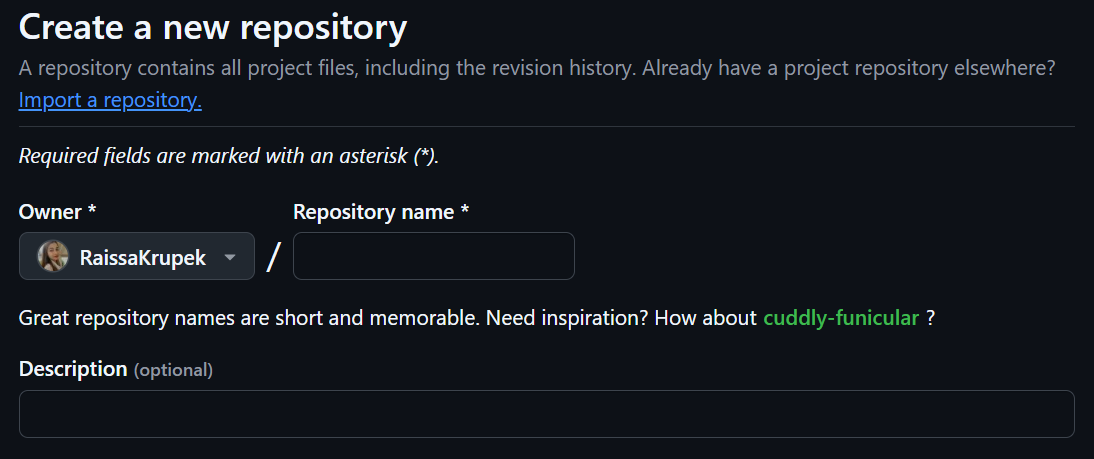 Create a new repository
A repository contains all project files, including the revision history. Already have a project repository elsewhere?
Import a repository.
Required fields are marked with an asterisk (*).
Owner * Repository name *
RaissaKrupek /
Great repository names are short and memorable. Need inspiration? How about cuddly-funicular ?
Description (optional)